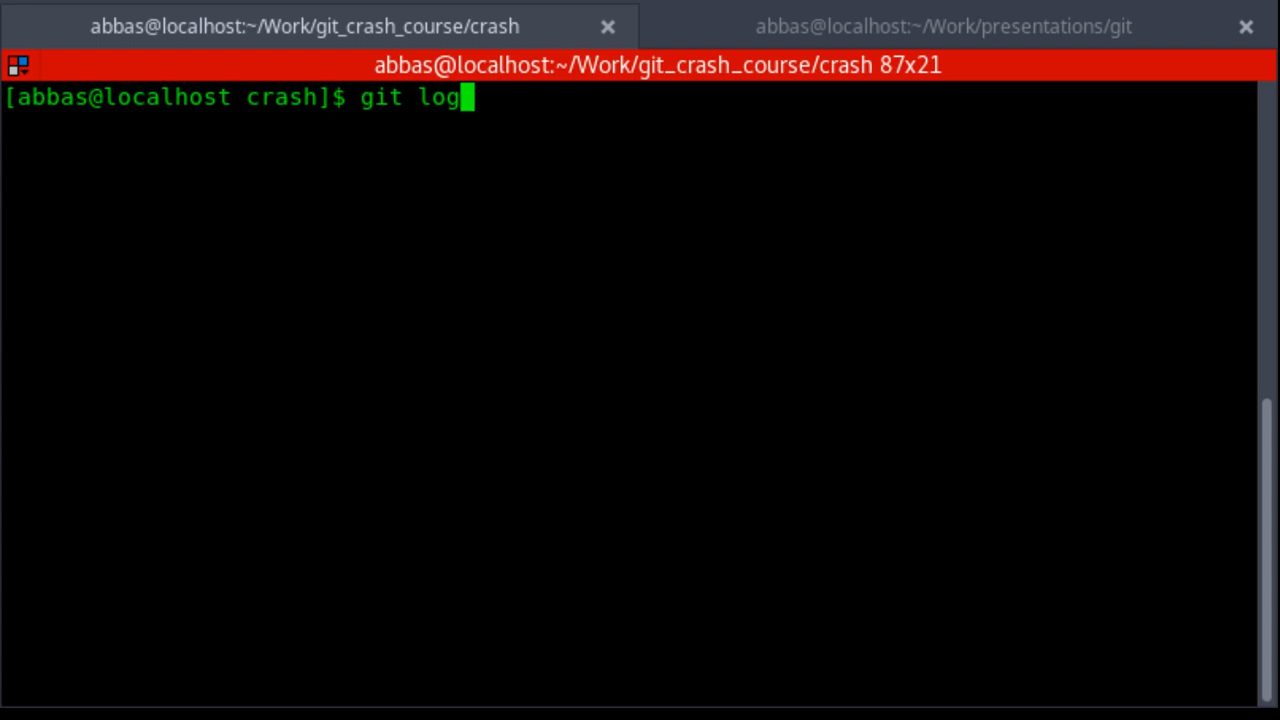 abbas@localhost:~/Work/git_crash_course/crash
abbas@localhost:~/Work/presentations/git
abbas@localhost:~/Work/git_crash_course/crash 87x21
[abbas@localhost crash]$ git log